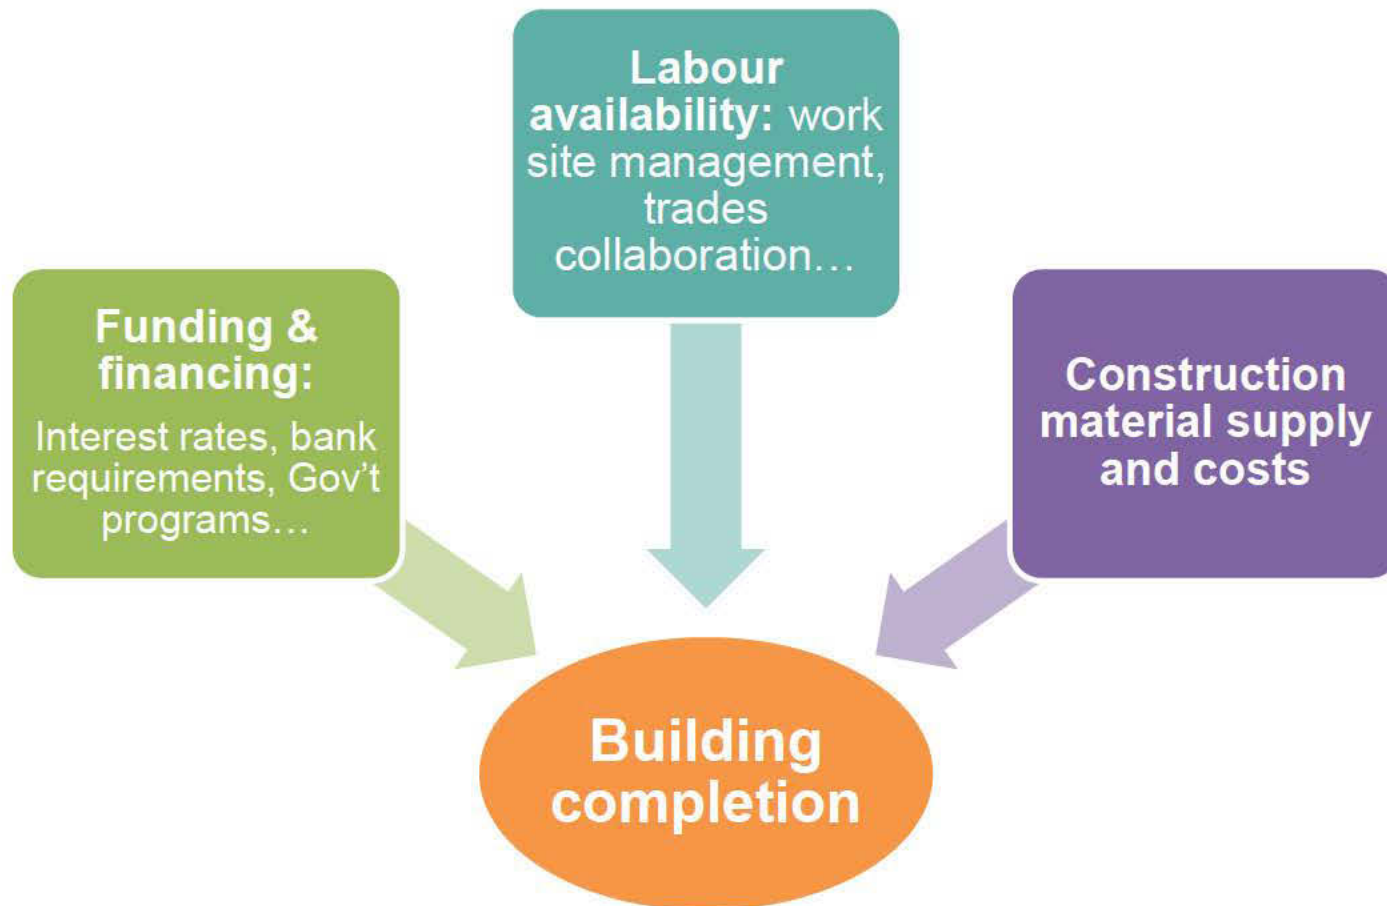 Labour
availability: work
site management,
trades
collaboration…
Funding &
financing:
Interest rates, bank
requirements, Gov’t
programs…
Construction
material supply
and costs
Building
completion